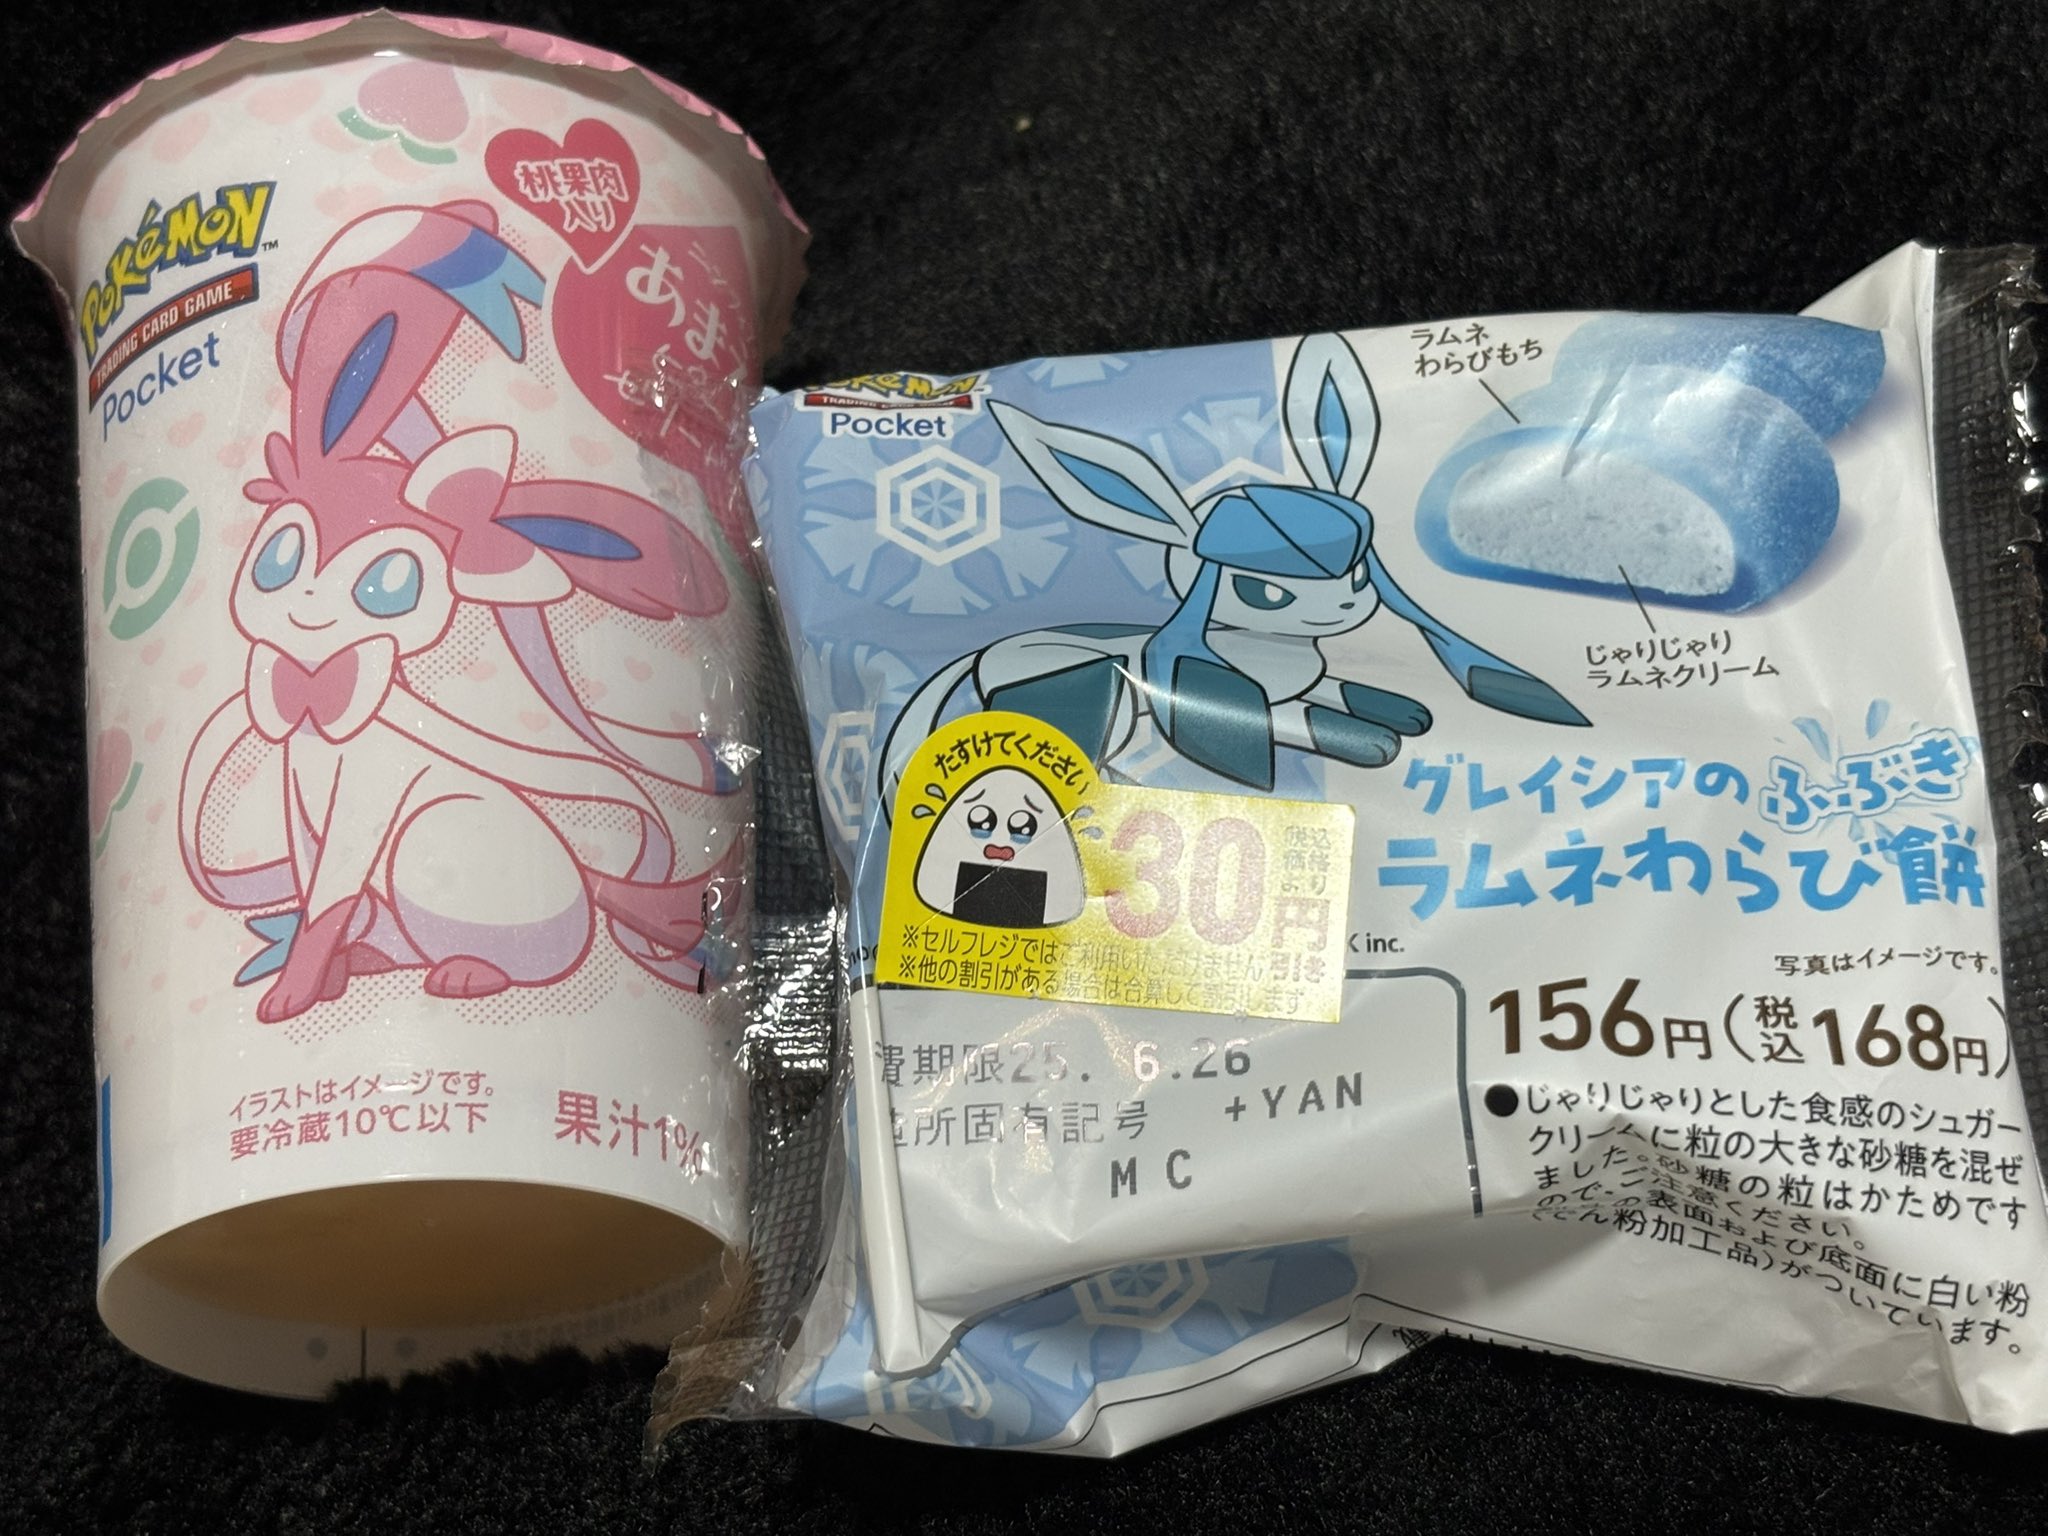 POKéMON™
TRADING CARD GAME
Pocket
桃果肉
入り
イラストはイメージです。
要冷蔵10℃以下
果汁1%
POKéMON
TRADING CARD GAME
Pocket
ラムネ
わらびもち
じゃりじゃり
ラムネクリーム
グレイシアのふぶき
ラムネわらび餅
たすけてください
税込
価格
より
30円引き
※セルフレジではご利用いただけません
※他の割引がある場合は合算して割引します
K inc.
写真はイメージです。
156円(税込168円)
費期限25. 6.26
所固有記号 +YAN
MC
●じゃりじゃりとした食感のシュガー
クリームに粒の大きな砂糖を混ぜ
ました。砂糖の粒はかためです
ので、ご注意ください。
の表面および底面に白い粉
でん粉加工品)がついています。